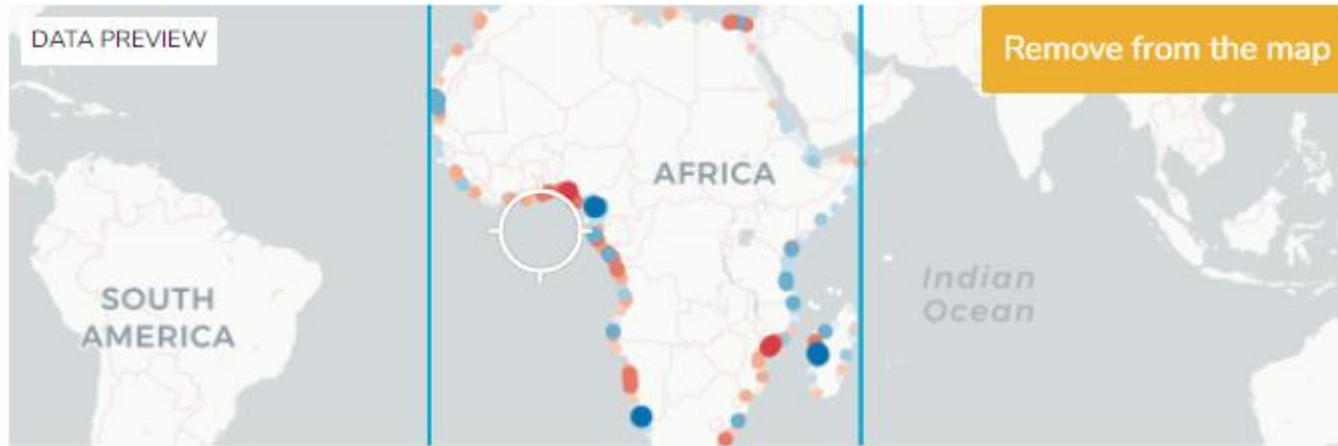 DATA PREVIEW
Remove from the map
AFRICA
SOUTH
AMERICA
Indian
Ocean